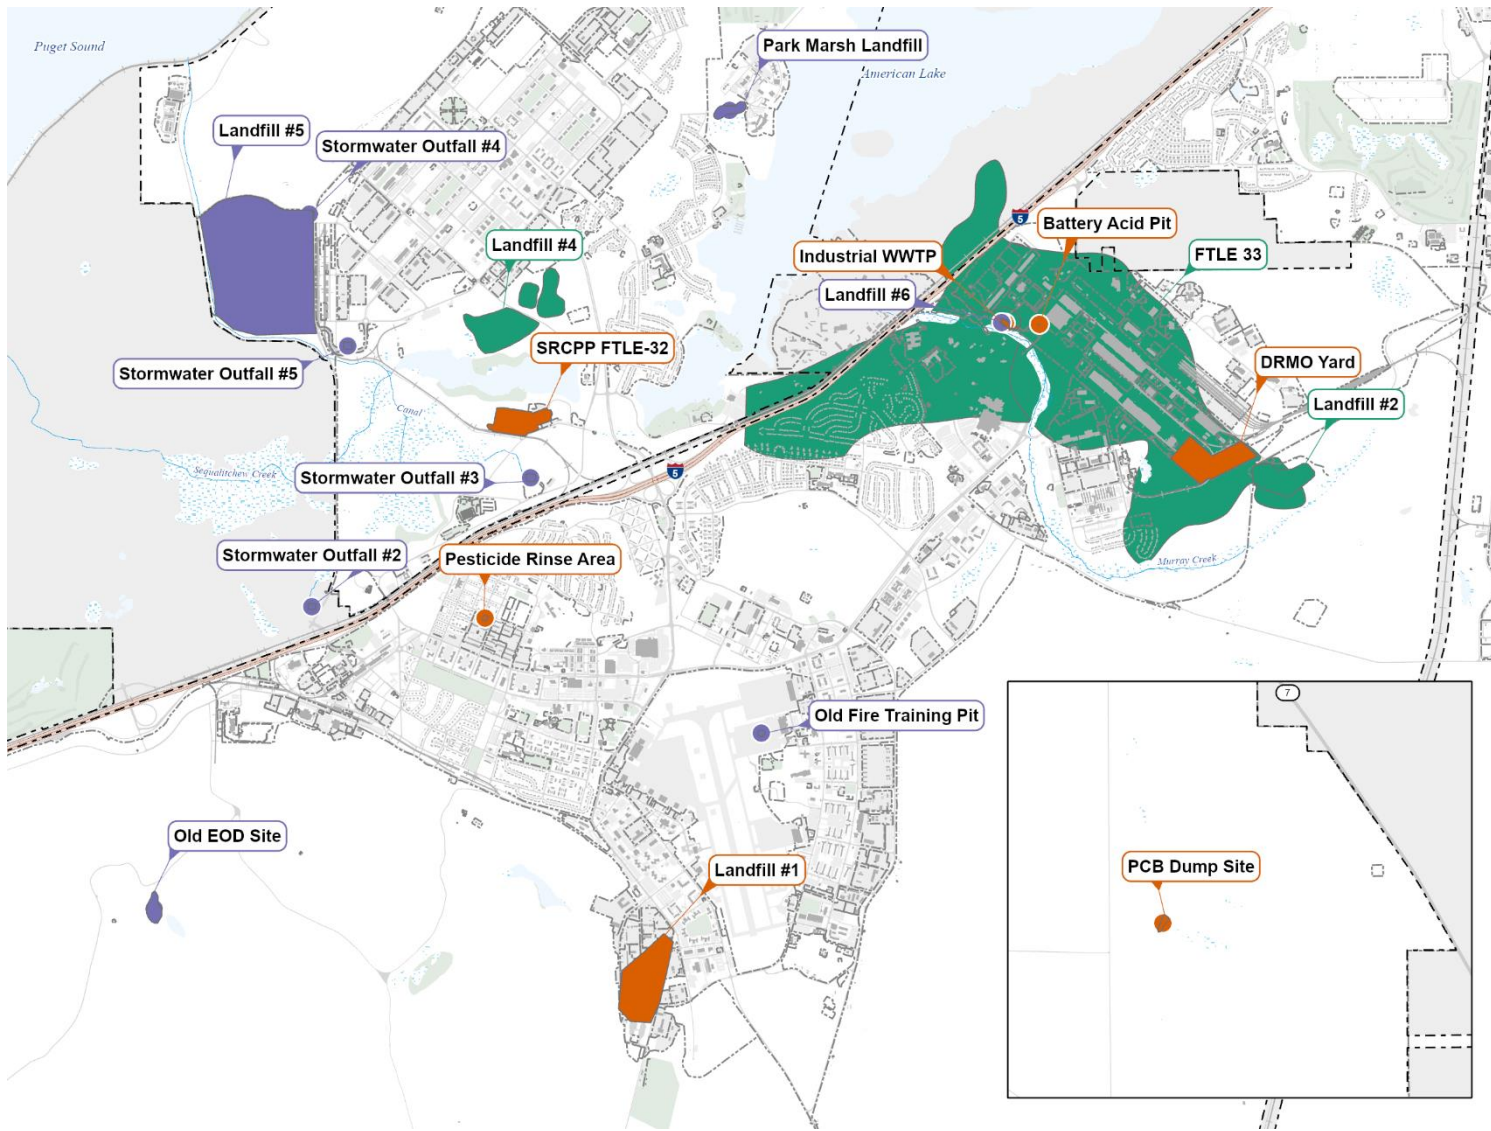 Puget Sound
Park Marsh Landfill
American Lake
Landfill #5
Stormwater Outfall #4
5
Battery Acid Pit
Landfill #4
Industrial WWTP
FTLE 33
Landfill #6
SRCPP FTLE-32
DRMO Yard
Stormwater Outfall #5
Landfill #2
Canal
Sequalitchew Creek
Stormwater Outfall #3
5
Stormwater Outfall #2
Pesticide Rinse Area
Murray Creek
7
Old Fire Training Pit
Old EOD Site
Landfill #1
PCB Dump Site